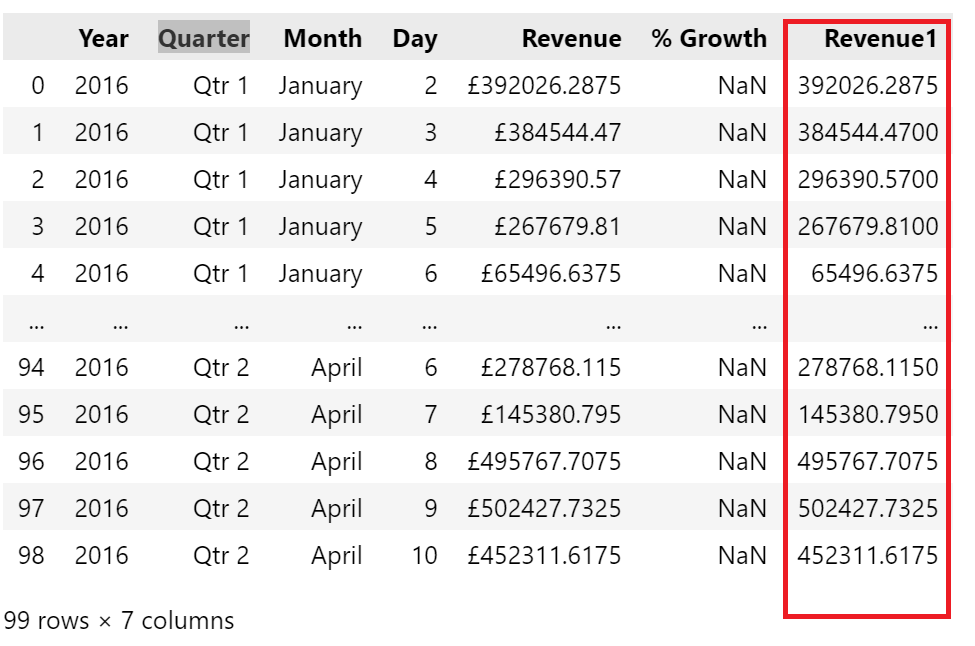 Year Quarter Month Day Revenue % Growth Revenue1
0 2016 Qtr 1 January 2 £392026.2875 NaN 392026.2875
1 2016 Qtr 1 January 3 £384544.47 NaN 384544.4700
2 2016 Qtr 1 January 4 £296390.57 NaN 296390.5700
3 2016 Qtr 1 January 5 £267679.81 NaN 267679.8100
4 2016 Qtr 1 January 6 £65496.6375 NaN 65496.6375
... ... ... ... ... ... ... ...
94 2016 Qtr 2 April 6 £278768.115 NaN 278768.1150
95 2016 Qtr 2 April 7 £145380.795 NaN 145380.7950
96 2016 Qtr 2 April 8 £495767.7075 NaN 495767.7075
97 2016 Qtr 2 April 9 £502427.7325 NaN 502427.7325
98 2016 Qtr 2 April 10 £452311.6175 NaN 452311.6175
99 rows × 7 columns